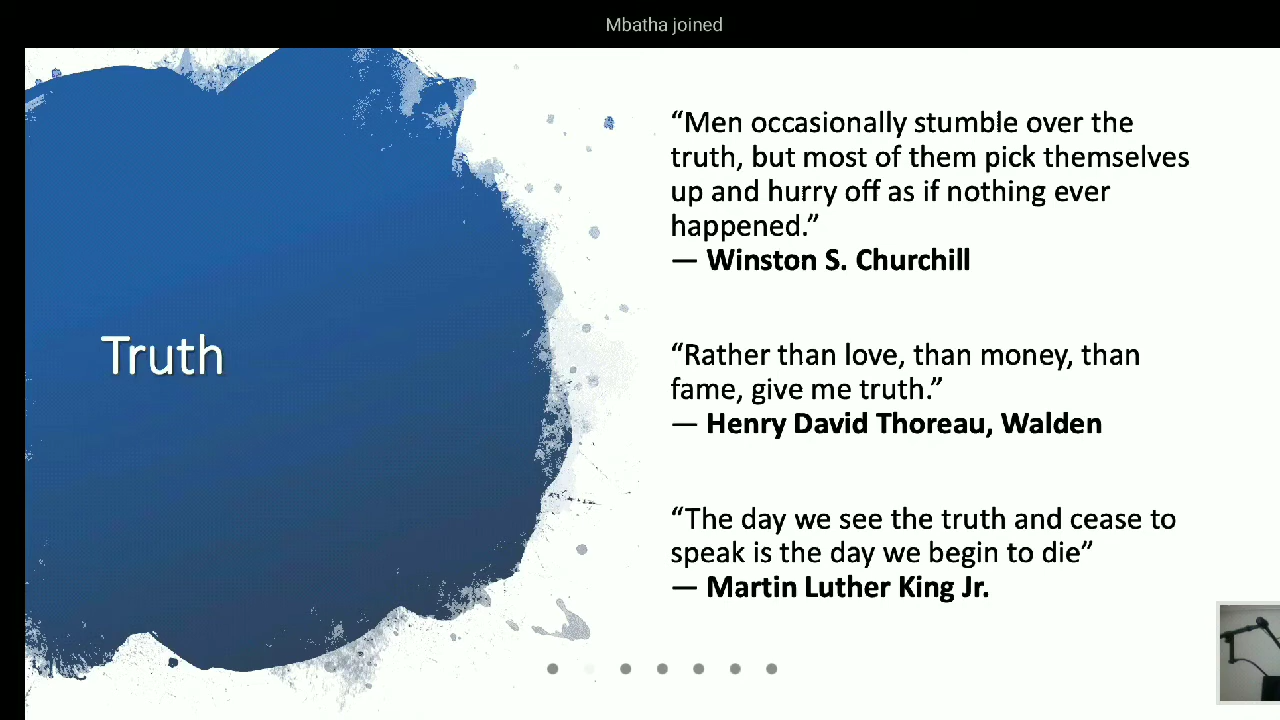 Mbatha joined
Truth
“Men occasionally stumble over the
truth, but most of them pick themselves
up and hurry off as if nothing ever
happened.”
— Winston S. Churchill
“Rather than love, than money, than
fame, give me truth.”
— Henry David Thoreau, Walden
“The day we see the truth and cease to
speak is the day we begin to die”
— Martin Luther King Jr.